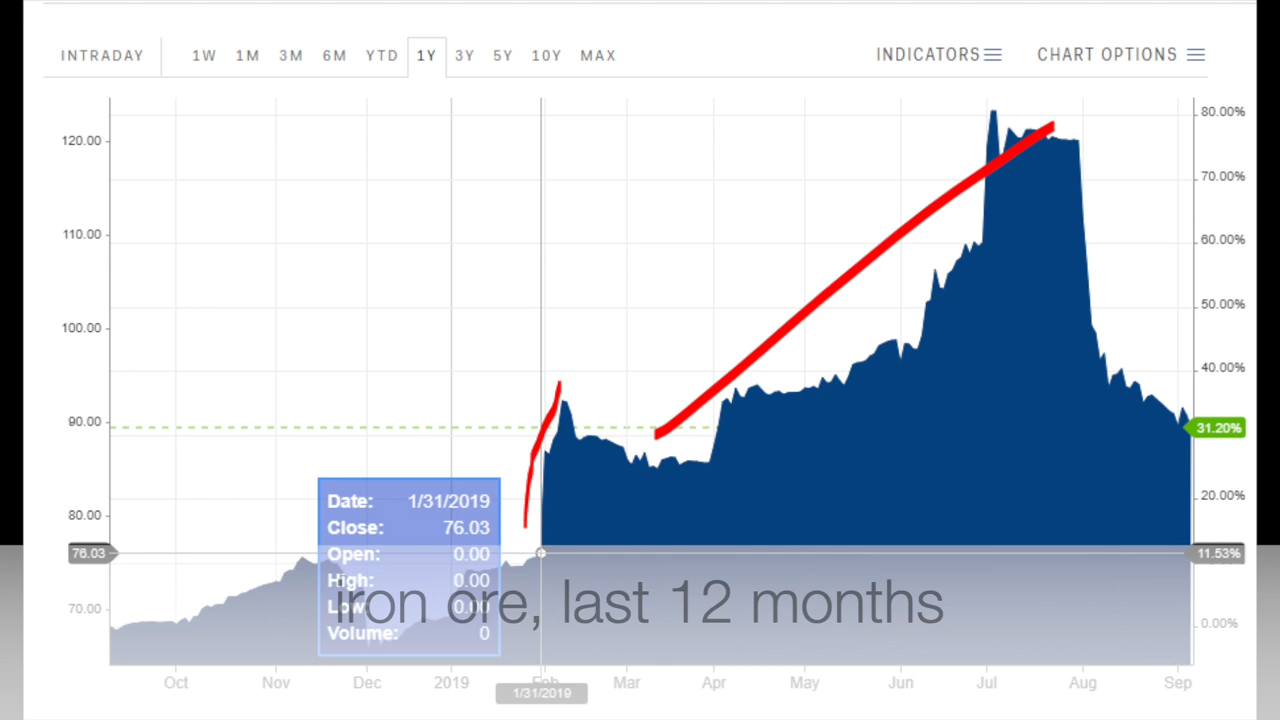 INTRADAY 1W 1M 3M 6M YTD 1Y 3Y 5Y 10Y MAX INDICATORS CHART OPTIONS
120.00
110.00
100.00
90.00
80.00
76.03
70.00
80.00%
70.00%
60.00%
50.00%
40.00%
31.20%
20.00%
11.53%
0.00%
Date: 1/31/2019
Close: 76.03
Open: 0.00
High: 0.00
Low: 0.00
Volume: 0
iron ore, last 12 months
Oct Nov Dec 2019 Feb Mar Apr May Jun Jul Aug Sep
1/31/2019